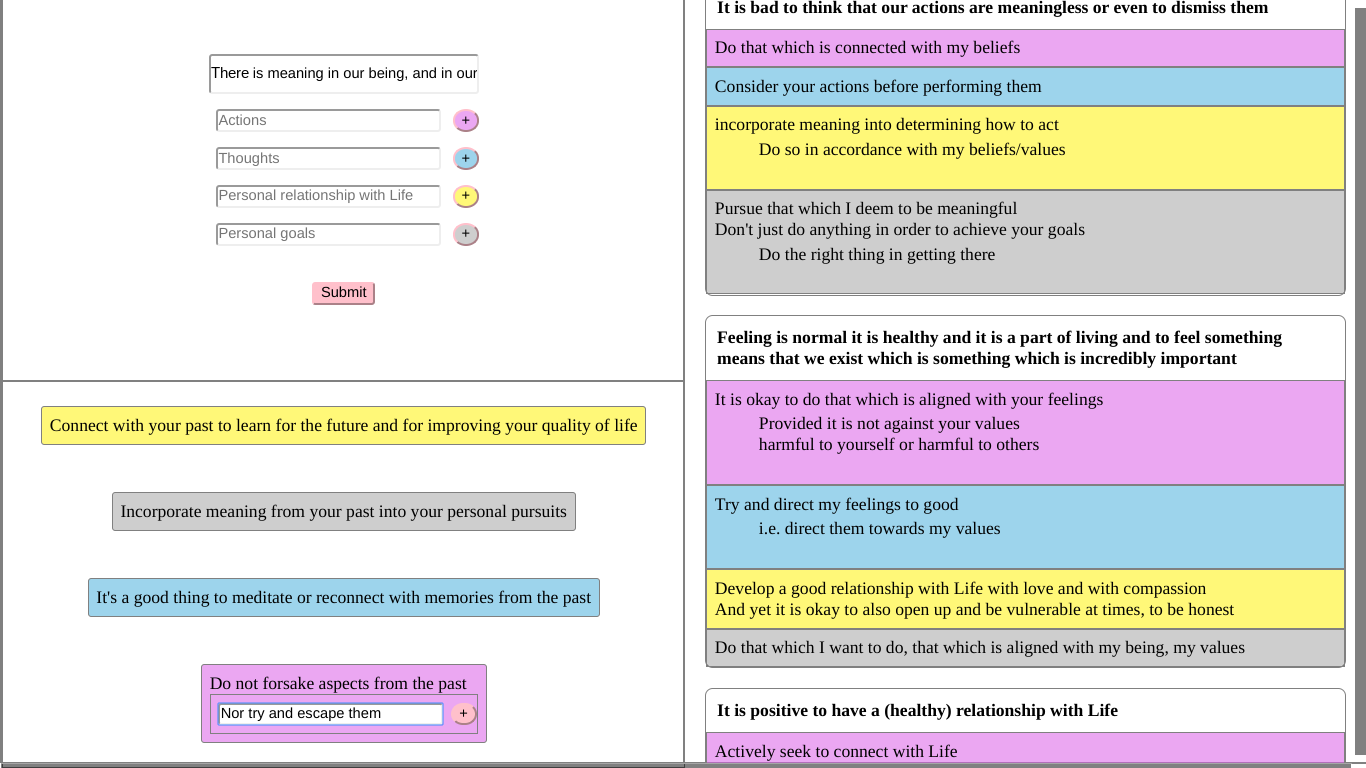 There is meaning in our being, and in our
Actions
+
Thoughts
+
Personal relationship with Life
+
Personal goals
+
Submit
Connect with your past to learn for the future and for improving your quality of life
Incorporate meaning from your past into your personal pursuits
It's a good thing to meditate or reconnect with memories from the past
Do not forsake aspects from the past
Nor try and escape them
+
It is bad to think that our actions are meaningless or even to dismiss them
Do that which is connected with my beliefs
Consider your actions before performing them
incorporate meaning into determining how to act
Do so in accordance with my beliefs/values
Pursue that which I deem to be meaningful
Don't just do anything in order to achieve your goals
Do the right thing in getting there
Feeling is normal it is healthy and it is a part of living and to feel something
means that we exist which is something which is incredibly important
It is okay to do that which is aligned with your feelings
Provided it is not against your values
harmful to yourself or harmful to others
Try and direct my feelings to good
i.e. direct them towards my values
Develop a good relationship with Life with love and with compassion
And yet it is okay to also open up and be vulnerable at times, to be honest
Do that which I want to do, that which is aligned with my being, my values
It is positive to have a (healthy) relationship with Life
Actively seek to connect with Life